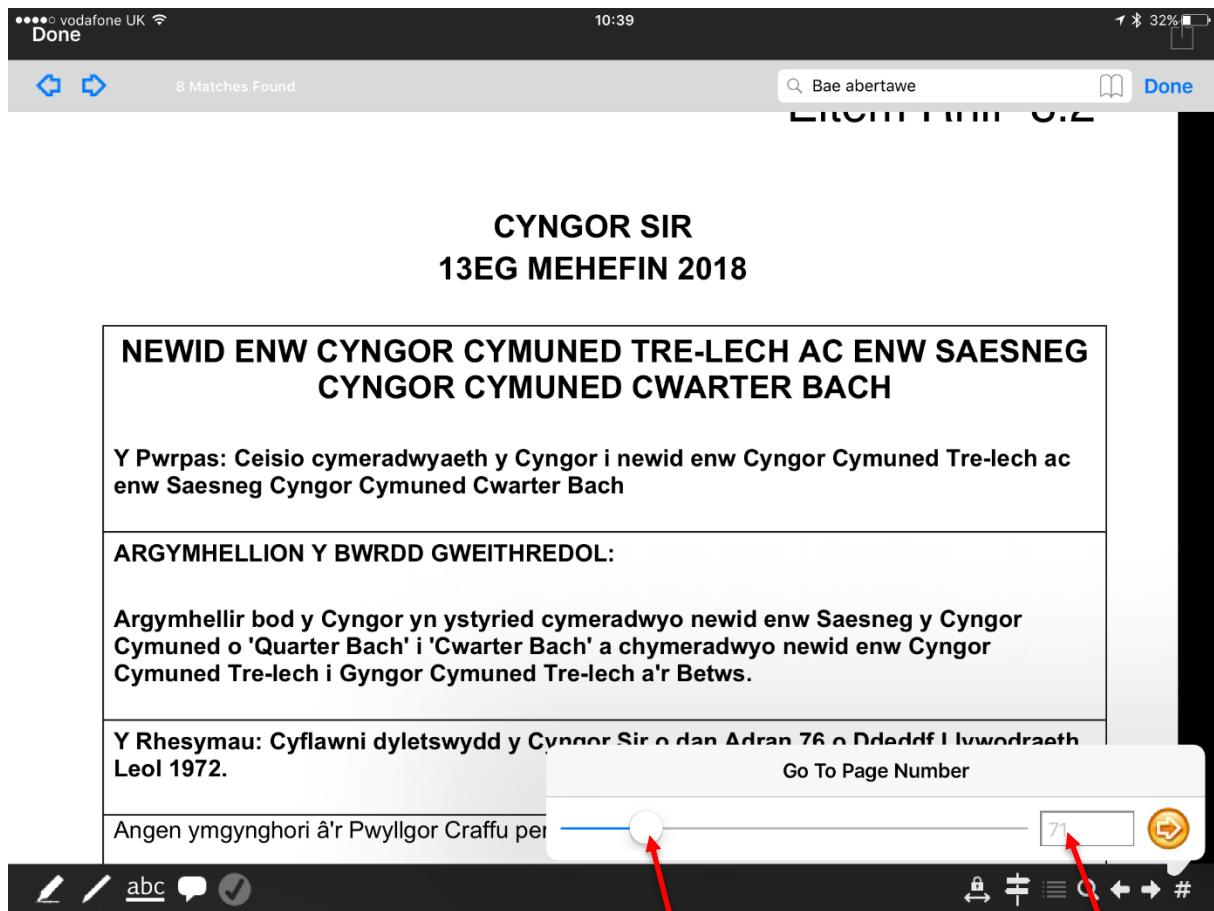 vodafone UK 10:39 32%
Done
8 Matches Found Bae abertawe Done
CYNGOR SIR
13EG MEHEFIN 2018
NEWID ENW CYNGOR CYMUNED TRE-LECH AC ENW SAESNEG
CYNGOR CYMUNED CWARTER BACH
Y Pwrpas: Ceisio cymeradwyaeth y Cyngor i newid enw Cyngor Cymuned Tre-lech ac
enw Saesneg Cyngor Cymuned Cwarter Bach
ARGYMHELLION Y BWRDD GWEITHREDOL:
Argymhellir bod y Cyngor yn ystyried cymeradwyo newid enw Saesneg y Cyngor
Cymuned o 'Quarter Bach' i 'Cwarter Bach' a chymeradwyo newid enw Cyngor
Cymuned Tre-lech i Gyngor Cymuned Tre-lech a'r Betws.
Y Rhesymau: Cyflawni dyletswydd y Cyngor Sir o dan Adran 76 o Ddeddf Llywodraeth
Leol 1972.
Go To Page Number
Angen ymgynghori â'r Pwyllgor Craffu per
71
abc #